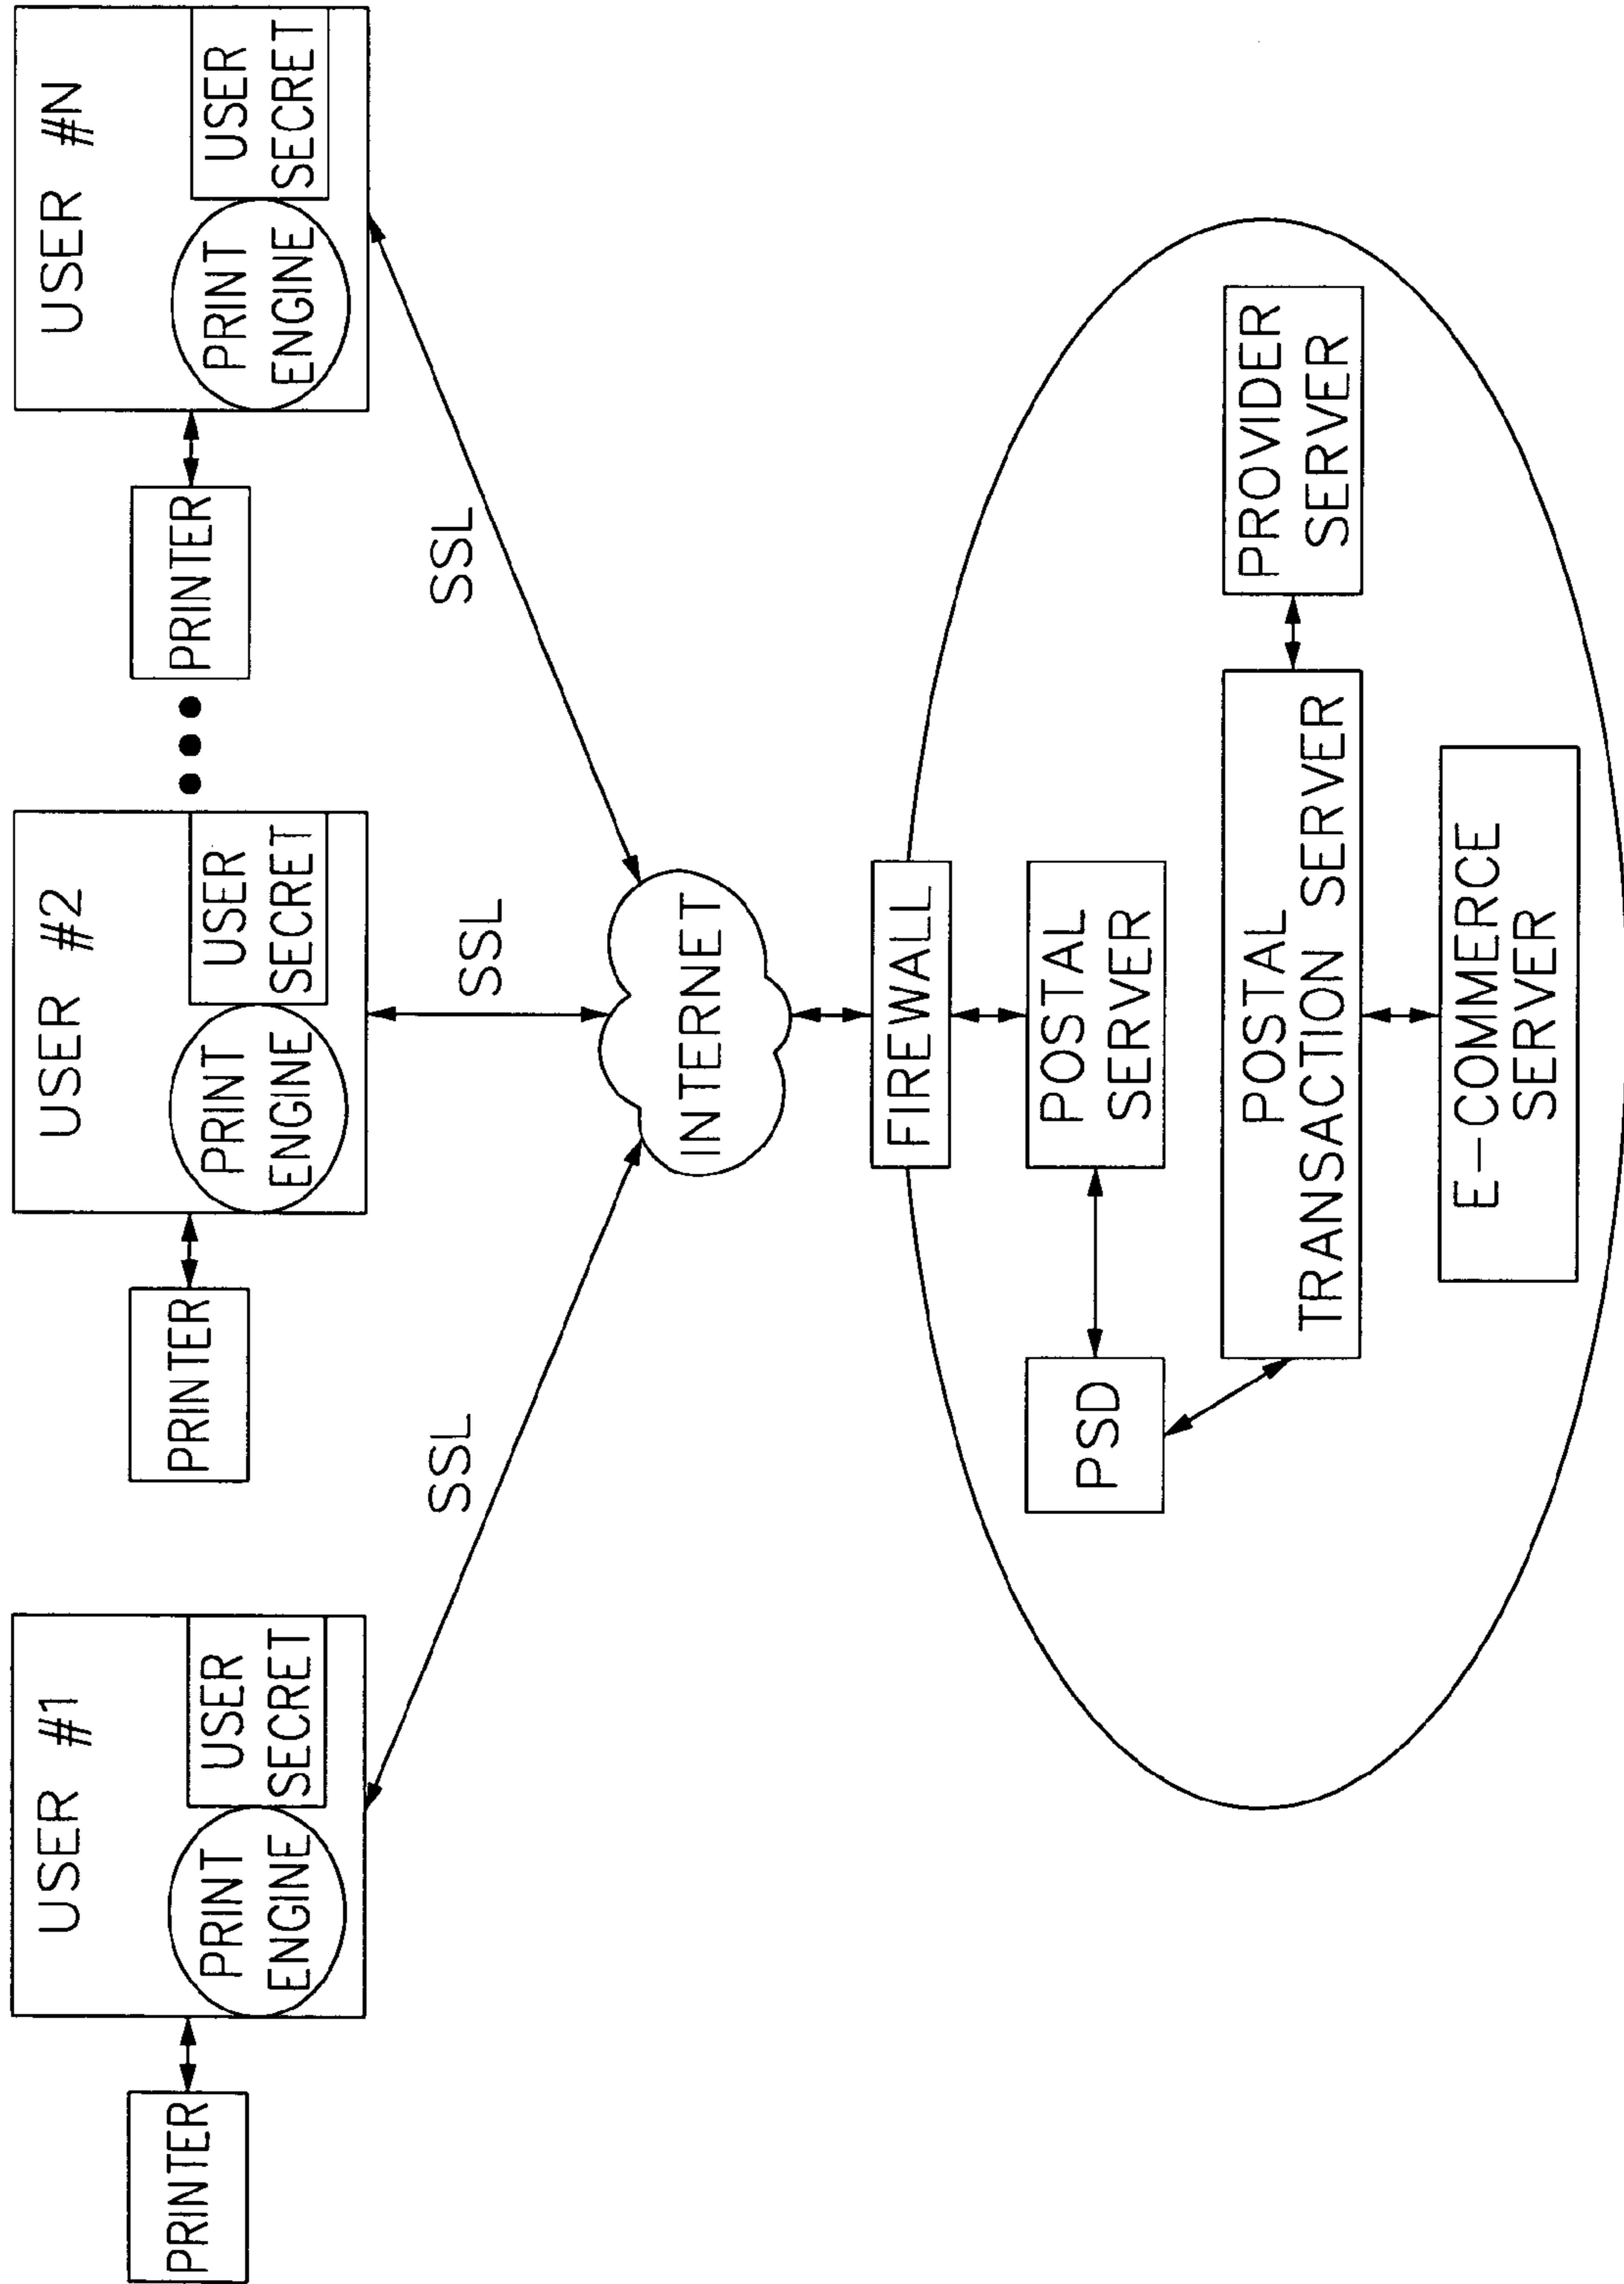 USER #1
PRINT
ENGINE
USER
SECRET
PRINTER
USER #2
PRINT
ENGINE
USER
SECRET
PRINTER
USER #N
PRINT
ENGINE
USER
SECRET
PRINTER
SSL
SSL
SSL
INTERNET
FIREWALL
POSTAL
SERVER
PSD
POSTAL
TRANSACTION SERVER
PROVIDER
SERVER
E-COMMERCE
SERVER